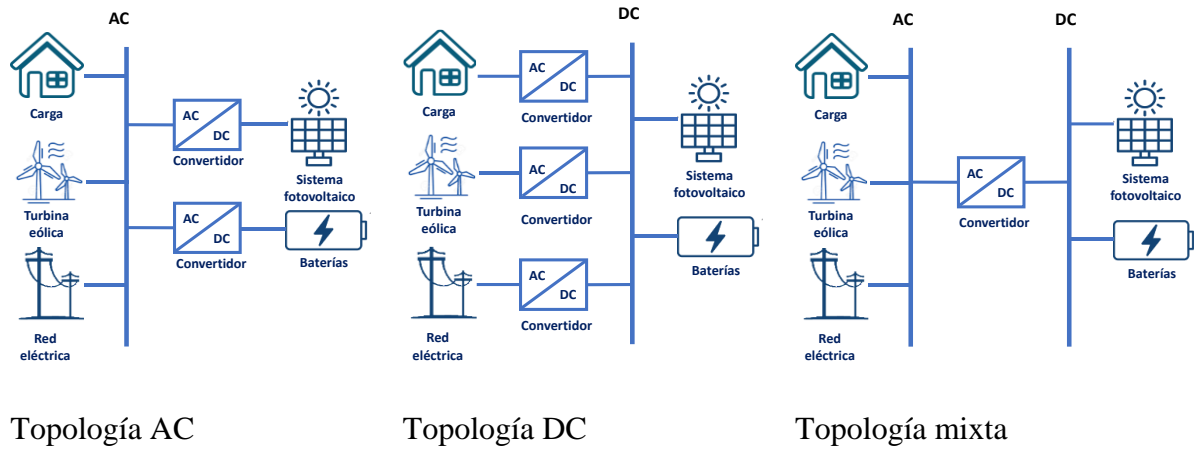 AC
Carga
AC
DC
Convertidor
Sistema
fotovoltaico
Turbina
eólica
AC
DC
Convertidor
Baterías
Red
eléctrica
Topología AC
DC
AC
DC
Convertidor
Carga
Sistema
fotovoltaico
AC
DC
Convertidor
Turbina
eólica
Baterías
AC
DC
Convertidor
Red
eléctrica
Topología DC
AC
DC
Carga
Sistema
fotovoltaico
AC
DC
Convertidor
Turbina
eólica
Baterías
Red
eléctrica
Topología mixta